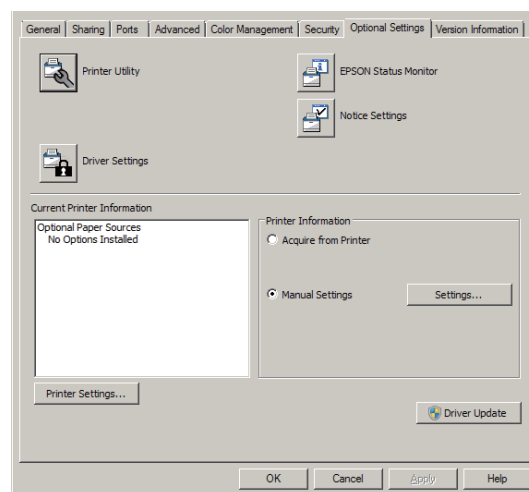 General Sharing Ports Advanced Color Management Security Optional Settings Version Information
Printer Utility
EPSON Status Monitor
Notice Settings
Driver Settings
Current Printer Information
Optional Paper Sources
No Options Installed
Printer Information
Acquire from Printer
Manual Settings
Settings...
Printer Settings...
Driver Update
OK Cancel Apply Help